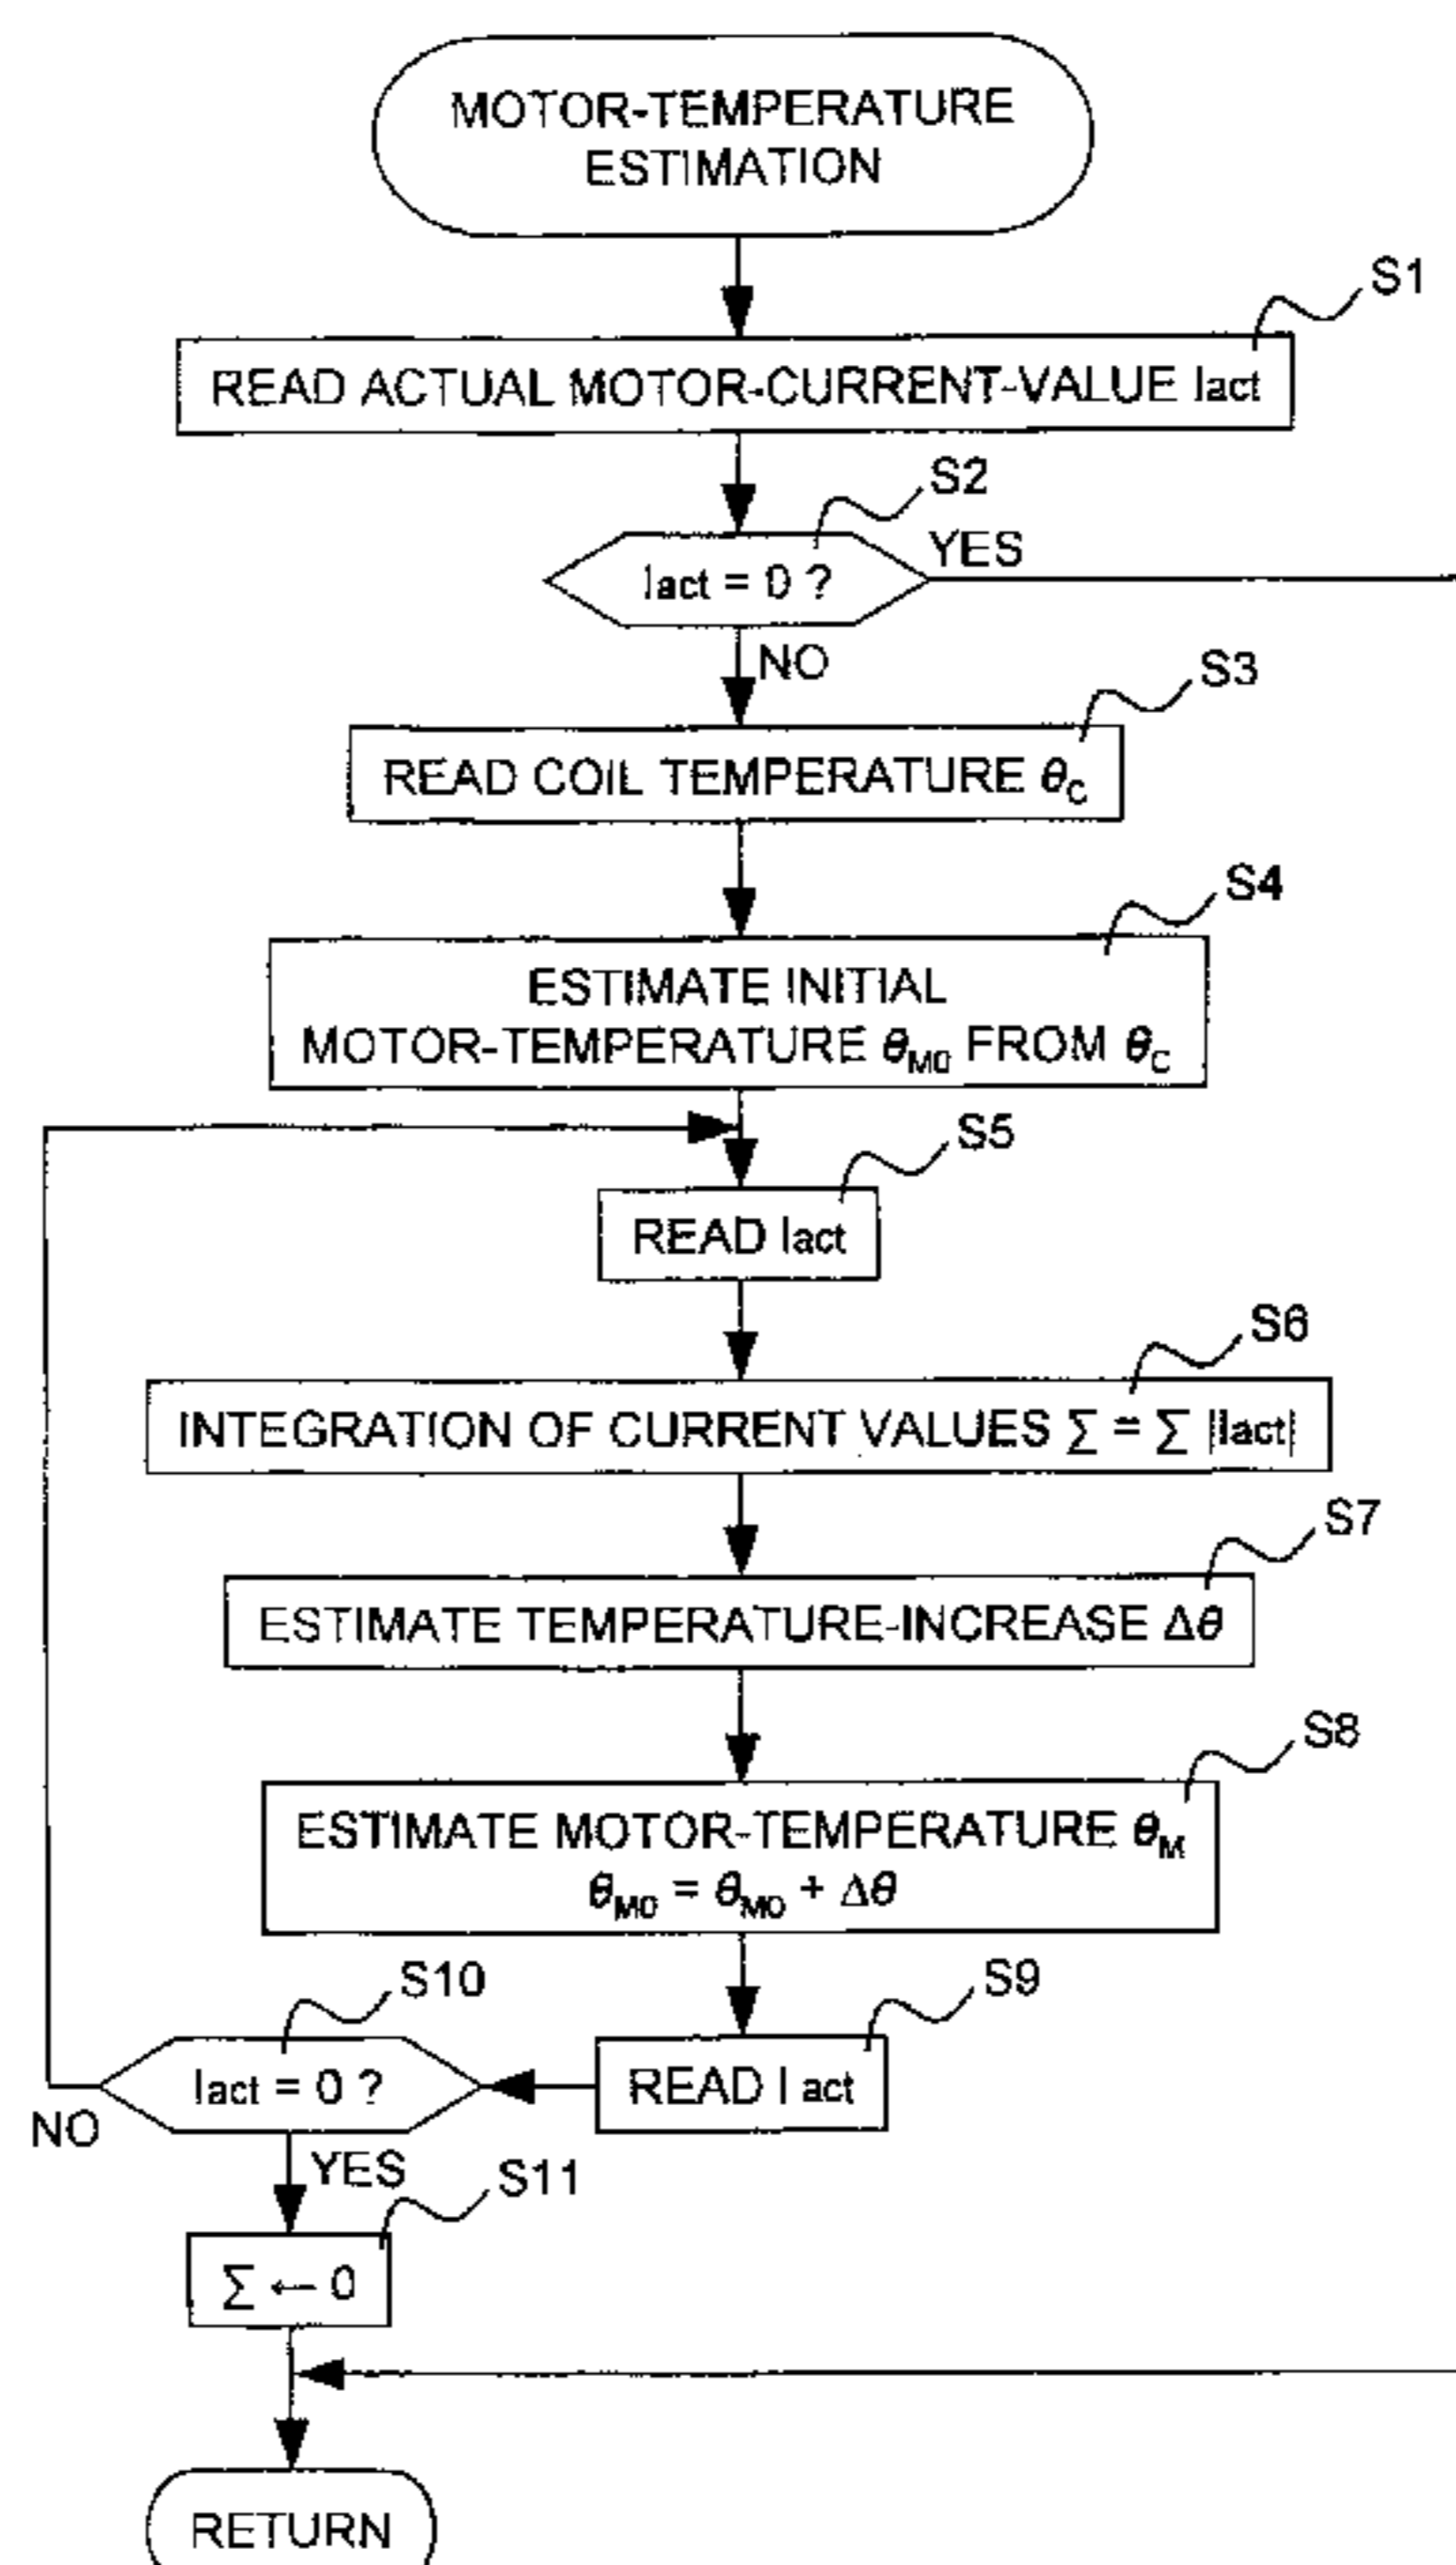 MOTOR-TEMPERATURE
ESTIMATION
S1
READ ACTUAL MOTOR-CURRENT-VALUE Iact
S2
Iact = 0 ?
YES
NO
S3
READ COIL TEMPERATURE θC
S4
ESTIMATE INITIAL
MOTOR-TEMPERATURE θM0 FROM θC
S5
READ Iact
S6
INTEGRATION OF CURRENT VALUES ∑ = ∑ |Iact|
S7
ESTIMATE TEMPERATURE-INCREASE Δθ
S8
ESTIMATE MOTOR-TEMPERATURE θM
θM0 = θM0 + Δθ
S9
READ I act
S10
Iact = 0 ?
NO
YES
S11
∑ ← 0
RETURN